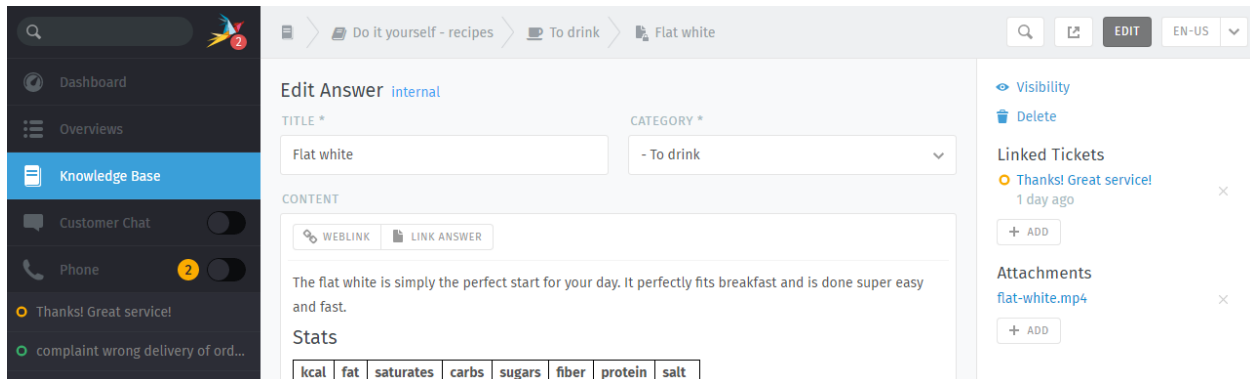 2
Dashboard
Overviews
Knowledge Base
Customer Chat
Phone 2
Thanks! Great service!
complaint wrong delivery of ord...
Do it yourself - recipes To drink Flat white
EDIT EN-US
Edit Answer internal
TITLE * CATEGORY *
Flat white - To drink
CONTENT
WEBLINK LINK ANSWER
The flat white is simply the perfect start for your day. It perfectly fits breakfast and is done super easy
and fast.
Stats
kcal fat saturates carbs sugars fiber protein salt
Visibility
Delete
Linked Tickets
Thanks! Great service!
1 day ago
+ ADD
Attachments
flat-white.mp4
+ ADD